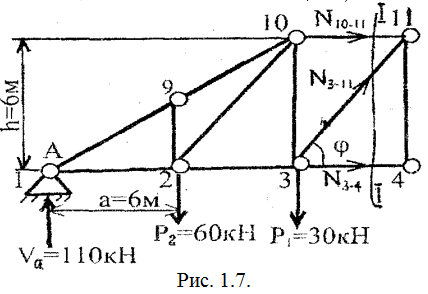 10 N10-11 I 11
h=6м
9
N3-11
A
φ
1 2 3 N3-4 I 4
a=6м
P2=60кН P1=30кН
Va=110кН
Рис. 1.7.